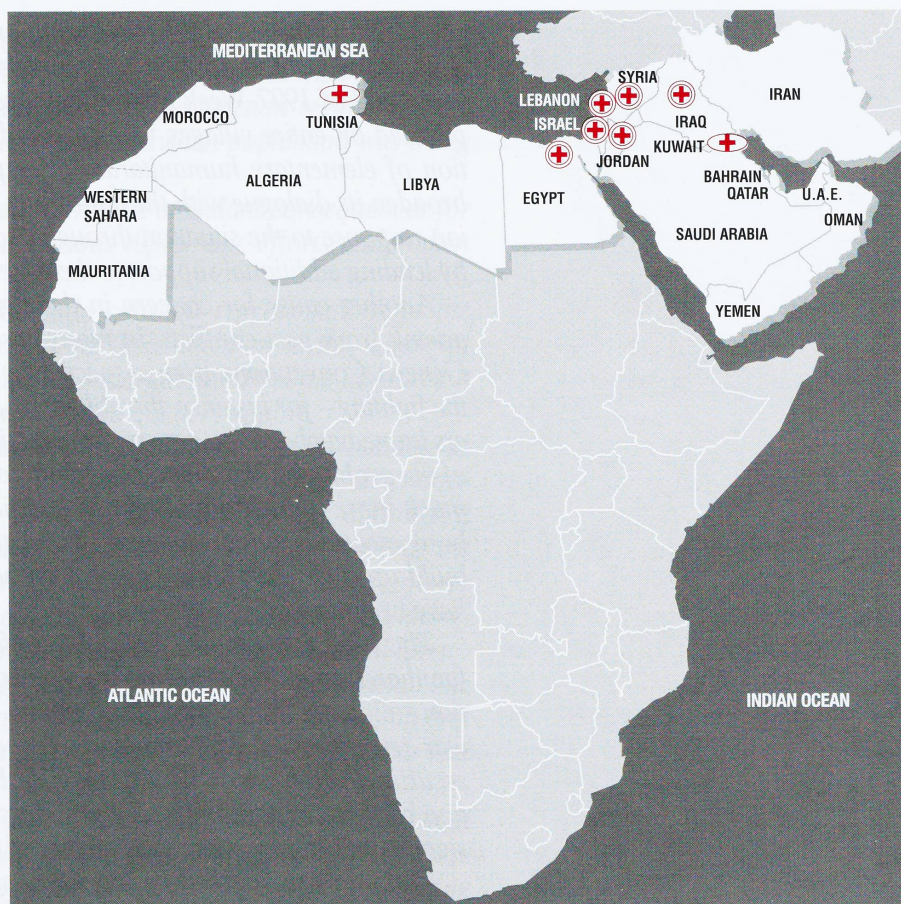 MEDITERRANEAN SEA
SYRIA
LEBANON
IRAN
MOROCCO
TUNISIA
ISRAEL
IRAQ
KUWAIT
JORDAN
ALGERIA
LIBYA
EGYPT
BAHRAIN
QATAR
U.A.E.
WESTERN
SAHARA
OMAN
SAUDI ARABIA
MAURITANIA
YEMEN
ATLANTIC OCEAN
INDIAN OCEAN